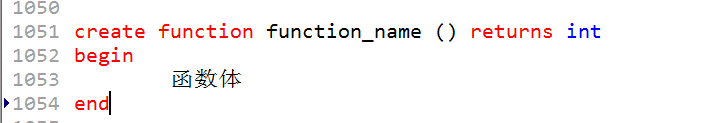 1050
1051 create function function_name () returns int
1052 begin
1053 函数体
1054 end